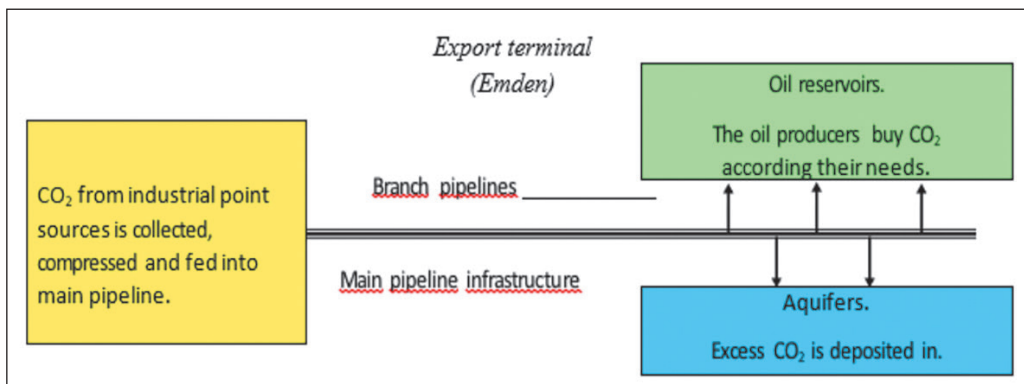 Export terminal
(Emden)
Oil reservoirs.
The oil producers buy CO₂
according their needs.
CO₂ from industrial point
sources is collected,
compressed and fed into
main pipeline.
Branch pipelines
Main pipeline infrastructure
Aquifers.
Excess CO₂ is deposited in.